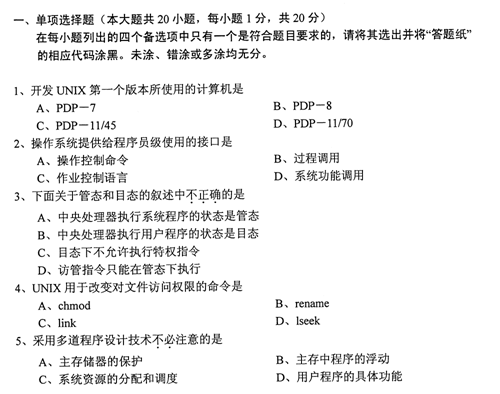 一、单项选择题（本大题共 20 小题，每小题 1 分，共 20 分）
在每小题列出的四个备选项中只有一个是符合题目要求的，请将其选出并将“答题纸”
的相应代码涂黑。未涂、错涂或多涂均无分。
1、开发 UNIX 第一个版本所使用的计算机是
A、PDP－7 B、PDP－8
C、PDP－11/45 D、PDP－11/70
2、操作系统提供给程序员级使用的接口是
A、操作控制命令 B、过程调用
C、作业控制语言 D、系统功能调用
3、下面关于管态和目态的叙述中不正确的是
A、中央处理器执行系统程序的状态是管态
B、中央处理器执行用户程序的状态是目态
C、目态下不允许执行特权指令
D、访管指令只能在管态下执行
4、UNIX 用于改变对文件访问权限的命令是
A、chmod B、rename
C、link D、lseek
5、采用多道程序设计技术不必注意的是
A、主存储器的保护 B、主存中程序的浮动
C、系统资源的分配和调度 D、用户程序的具体功能